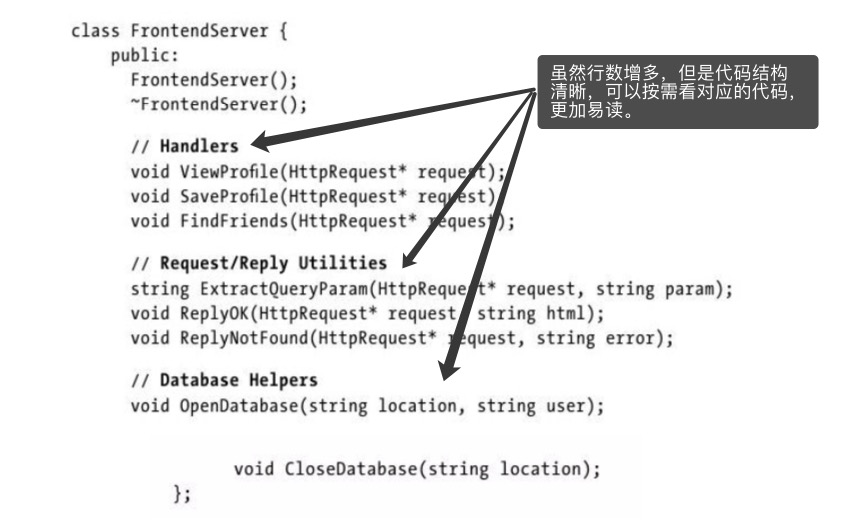 class FrontendServer {
public:
FrontendServer();
~FrontendServer();
虽然行数增多，但是代码结构
清晰，可以按需看对应的代码，
更加易读。
// Handlers
void ViewProfile(HttpRequest* request);
void SaveProfile(HttpRequest* request)
void FindFriends(HttpRequest* request);
// Request/Reply Utilities
string ExtractQueryParam(HttpRequest* request, string param);
void ReplyOK(HttpRequest* request, string html);
void ReplyNotFound(HttpRequest* request, string error);
// Database Helpers
void OpenDatabase(string location, string user);
void CloseDatabase(string location);
};